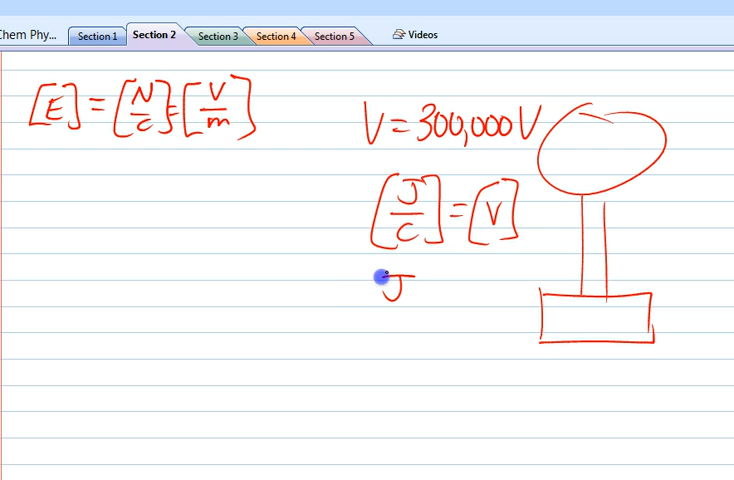 Chem Phy... Section 1 Section 2 Section 3 Section 4 Section 5 Videos
[E] = [N/C] = [V/m]
V = 300,000 V
[J/C] = [V]
J